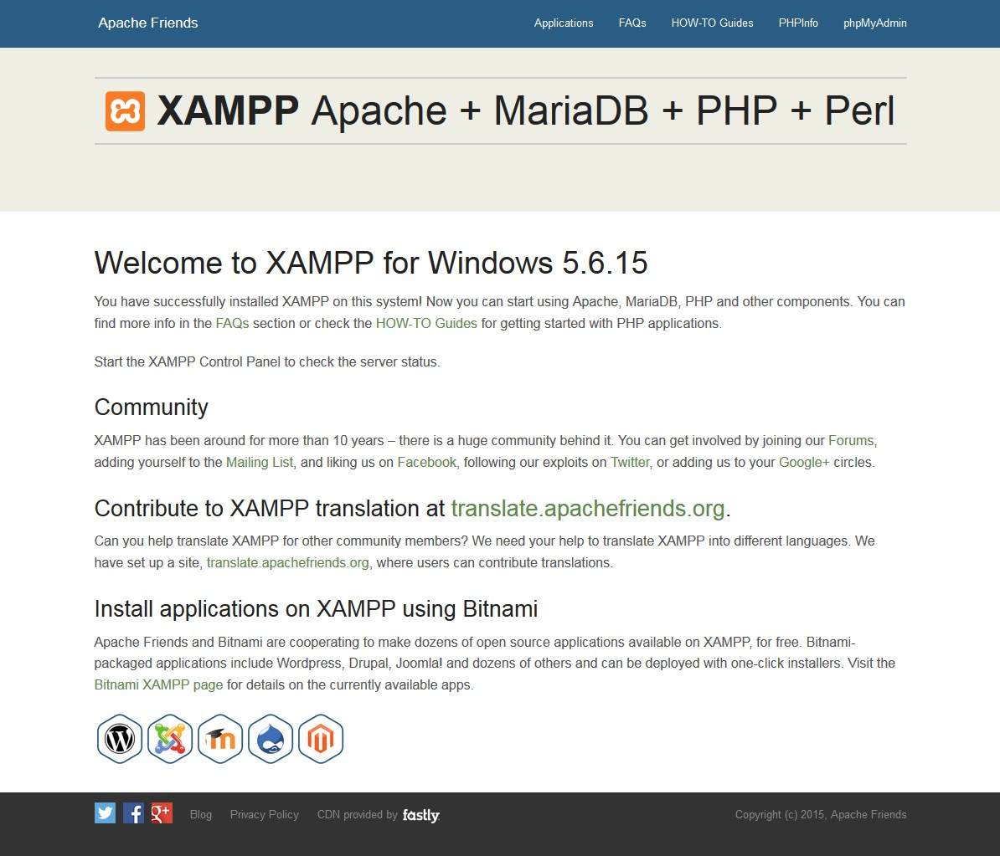 Apache Friends
Applications
FAQs
HOW-TO Guides
PHPInfo
phpMyAdmin
XAMPP Apache + MariaDB + PHP + Perl
Welcome to XAMPP for Windows 5.6.15
You have successfully installed XAMPP on this system! Now you can start using Apache, MariaDB, PHP and other components. You can
find more info in the FAQs section or check the HOW-TO Guides for getting started with PHP applications.
Start the XAMPP Control Panel to check the server status.
Community
XAMPP has been around for more than 10 years – there is a huge community behind it. You can get involved by joining our Forums,
adding yourself to the Mailing List, and liking us on Facebook, following our exploits on Twitter, or adding us to your Google+ circles.
Contribute to XAMPP translation at translate.apachefriends.org.
Can you help translate XAMPP for other community members? We need your help to translate XAMPP into different languages. We
have set up a site, translate.apachefriends.org, where users can contribute translations.
Install applications on XAMPP using Bitnami
Apache Friends and Bitnami are cooperating to make dozens of open source applications available on XAMPP, for free. Bitnami-
packaged applications include Wordpress, Drupal, Joomla! and dozens of others and can be deployed with one-click installers. Visit the
Bitnami XAMPP page for details on the currently available apps.
Blog
Privacy Policy
CDN provided by fastly
Copyright (c) 2015, Apache Friends